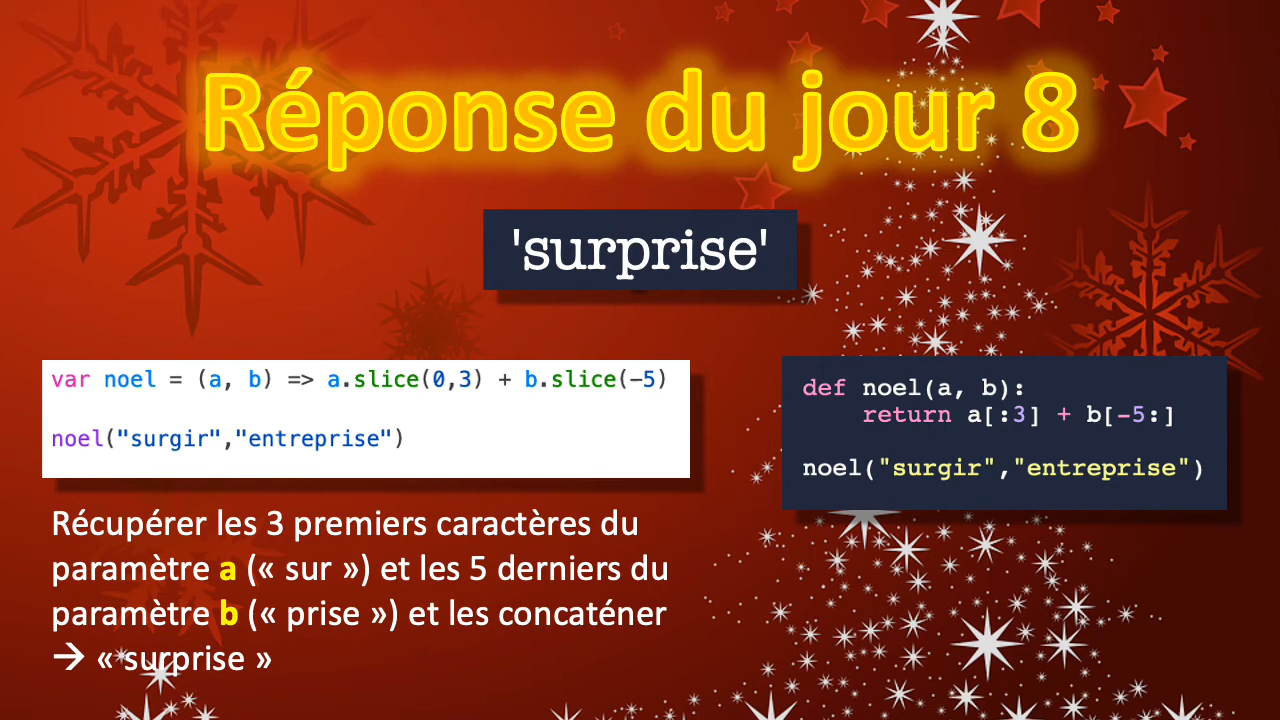 Réponse du jour 8
'surprise'
var noel = (a, b) => a.slice(0,3) + b.slice(-5)
noel("surgir","entreprise")
def noel(a, b):
    return a[:3] + b[-5:]
noel("surgir","entreprise")
Récupérer les 3 premiers caractères du
paramètre a (« sur ») et les 5 derniers du
paramètre b (« prise ») et les concaténer
→ « surprise »